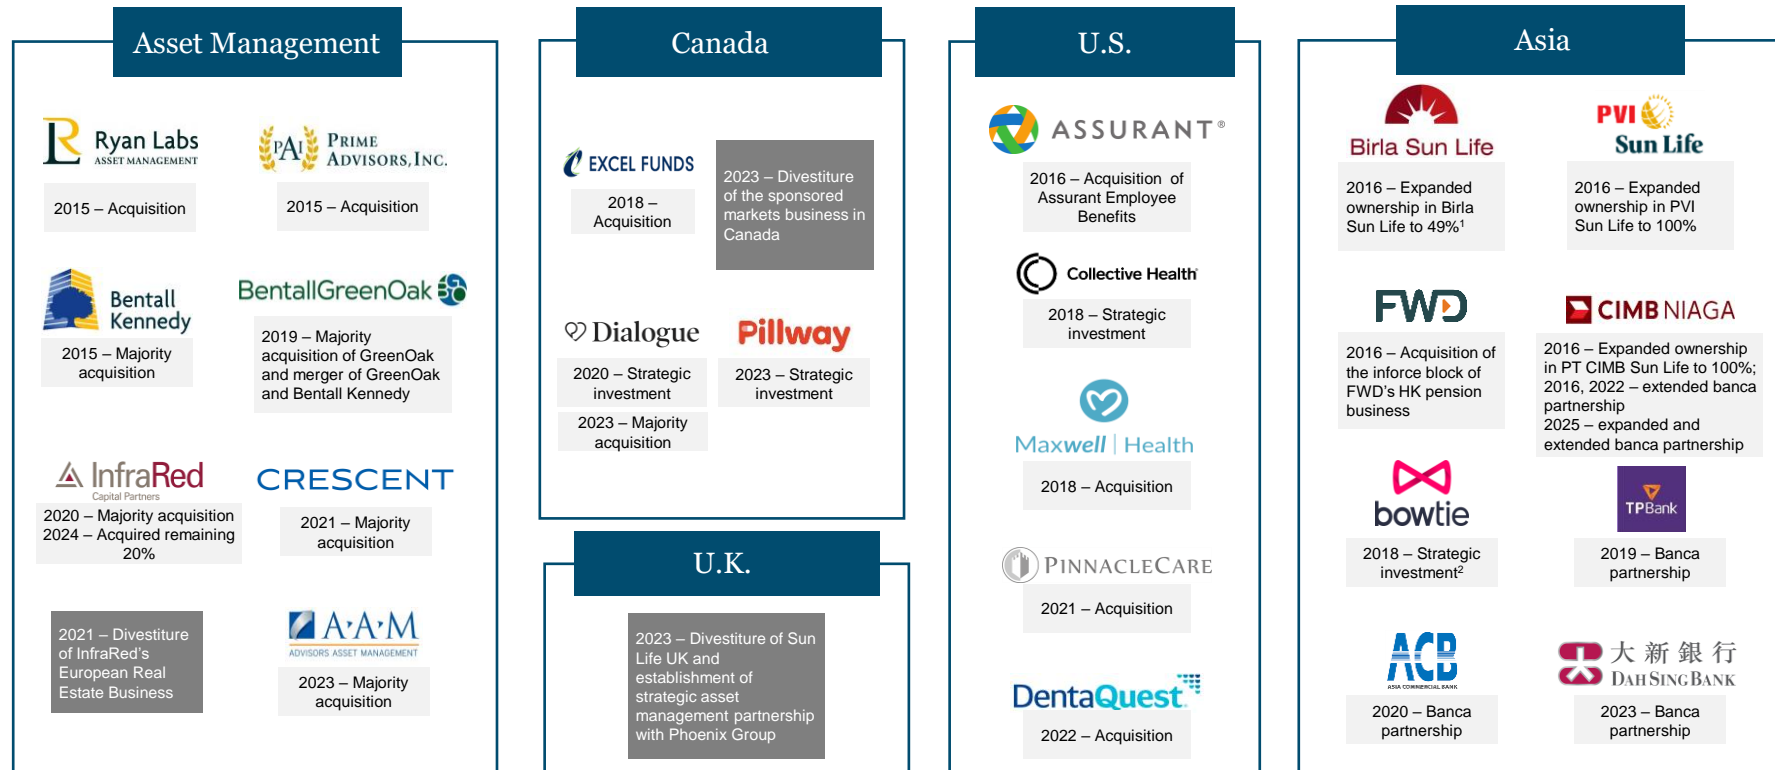 Asset Management
Ryan Labs
ASSET MANAGEMENT
2015 – Acquisition
PAI
PRIME
ADVISORS, INC.
2015 – Acquisition
Bentall
Kennedy
2015 – Majority
acquisition
BentallGreenOak
2019 – Majority
acquisition of GreenOak
and merger of GreenOak
and Bentall Kennedy
InfraRed
Capital Partners
2020 – Majority acquisition
2024 – Acquired remaining
20%
CRESCENT
2021 – Majority
acquisition
2021 – Divestiture
of InfraRed's
European Real
Estate Business
A·A·M
ADVISORS ASSET MANAGEMENT
2023 – Majority
acquisition
Canada
EXCEL FUNDS
2018 –
Acquisition
2023 – Divestiture
of the sponsored
markets business in
Canada
Dialogue
2020 – Strategic
investment
2023 – Majority
acquisition
Pillway
2023 – Strategic
investment
U.K.
2023 – Divestiture of Sun
Life UK and
establishment of
strategic asset
management partnership
with Phoenix Group
U.S.
ASSURANT®
2016 – Acquisition of
Assurant Employee
Benefits
Collective Health
2018 – Strategic
investment
Maxwell | Health
2018 – Acquisition
PINNACLECARE
2021 – Acquisition
DentaQuest
2022 – Acquisition
Asia
Birla Sun Life
2016 – Expanded
ownership in Birla
Sun Life to 49%¹
PVI
Sun Life
2016 – Expanded
ownership in PVI
Sun Life to 100%
FWD
2016 – Acquisition of
the inforce block of
FWD's HK pension
business
CIMB NIAGA
2016 – Expanded ownership
in PT CIMB Sun Life to 100%;
2016, 2022 – extended banca
partnership
2025 – expanded and
extended banca partnership
bowtie
2018 – Strategic
investment²
TPBank
2019 – Banca
partnership
ACB
ASIA COMMERCIAL BANK
2020 – Banca
partnership
大新銀行
DAH SING BANK
2023 – Banca
partnership